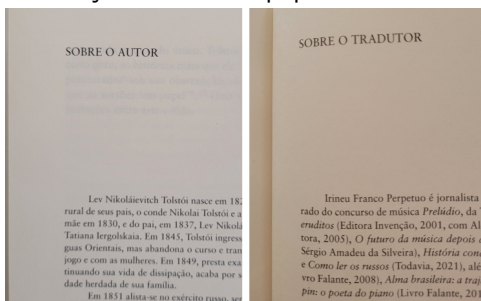 SOBRE O AUTOR
Lev Nikoláievitch Tolstói nasce em 182
rural de seus pais, o conde Nikolai Tolstói e a
mãe em 1830, e do pai, em 1837, Lev Nikol
Tatiana Iergolskaia. Em 1845, Tolstói ingress
guas Orientais, mas abandona o curso e tran
jogo e com as mulheres. Em 1849, presta exa
tinuando sua vida de dissipação, acaba por s
dade herdada de sua família.
Em 1851 alista-se no exército russo, ser
SOBRE O TRADUTOR
Irineu Franco Perpetuo é jornalista
rado do concurso de música Prelúdio, da
eruditos (Editora Invenção, 2001, com Al
tora, 2005), O futuro da música depois d
Sérgio Amadeu da Silveira), História con
e Como ler os russos (Todavia, 2021), alé
vro Falante, 2008), Alma brasileira: a traj
pin: o poeta do piano (Livro Falante, 201